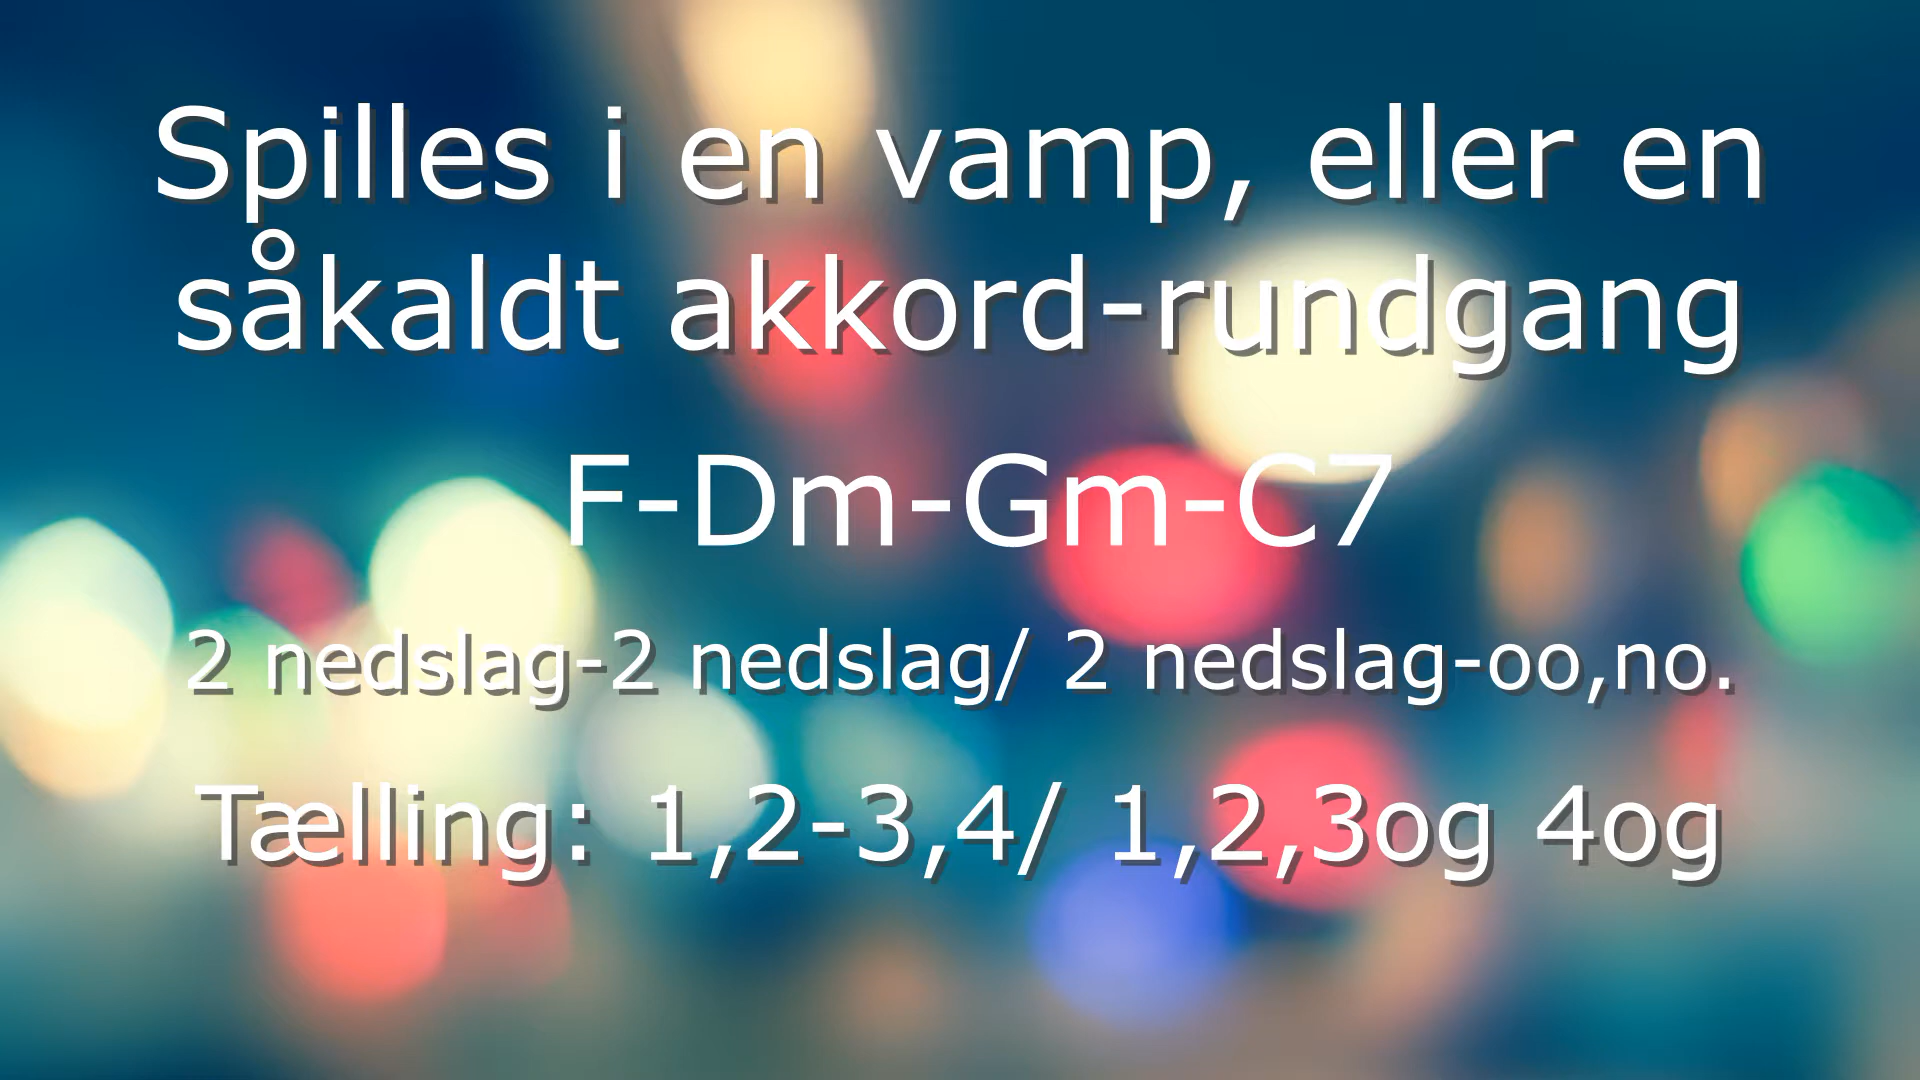 Spilles i en vamp, eller en
såkaldt akkord-rundgang
F-Dm-Gm-C7
2 nedslag-2 nedslag/ 2 nedslag-oo,no.
Tælling: 1,2-3,4/ 1,2,3og 4og